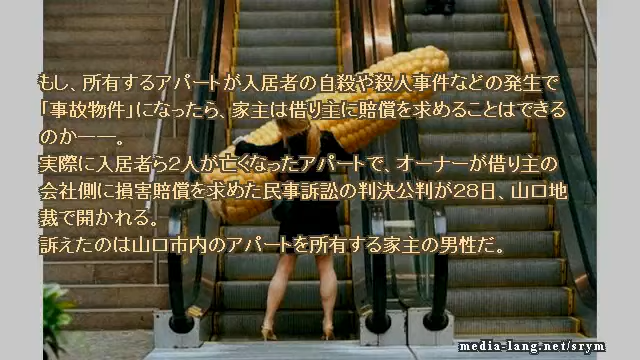 もし、所有するアパートが入居者の自殺や殺人事件などの発生で
「事故物件」になったら、家主は借り主に賠償を求めることはできる
のか――。
実際に入居者ら2人が亡くなったアパートで、オーナーが借り主の
会社側に損害賠償を求めた民事訴訟の判決公判が28日、山口地
裁で開かれる。
訴えたのは山口市内のアパートを所有する家主の男性だ。
media-lang.net/srym